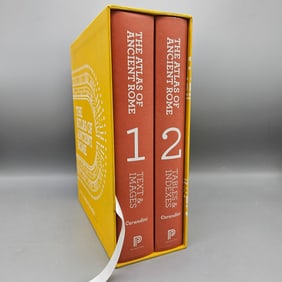 THE ATLAS OF
ANCIENT ROME
1
TEXT &
IMAGES
Carandini
P
THE ATLAS OF
ANCIENT ROME
2
TABLES &
INDEXES
Carandini
P